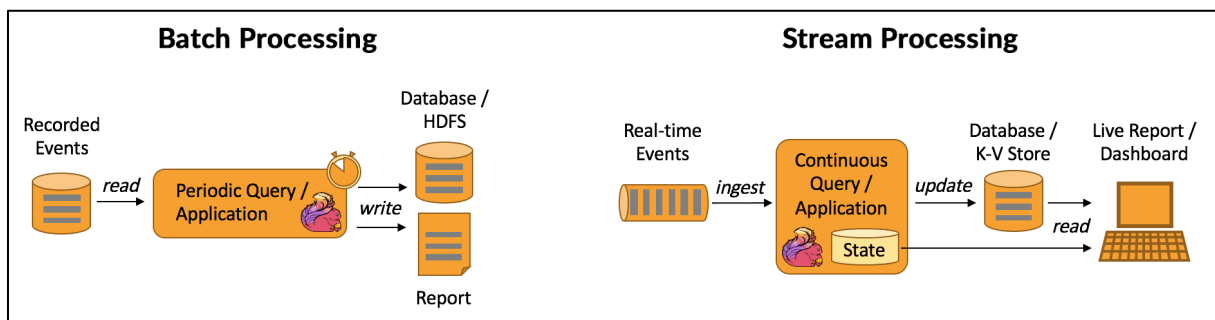 Batch Processing
Recorded
Events
read
Periodic Query /
Application
write
Database /
HDFS
Report
Stream Processing
Real-time
Events
ingest
Continuous
Query /
Application
State
update
Database /
K-V Store
read
Live Report /
Dashboard